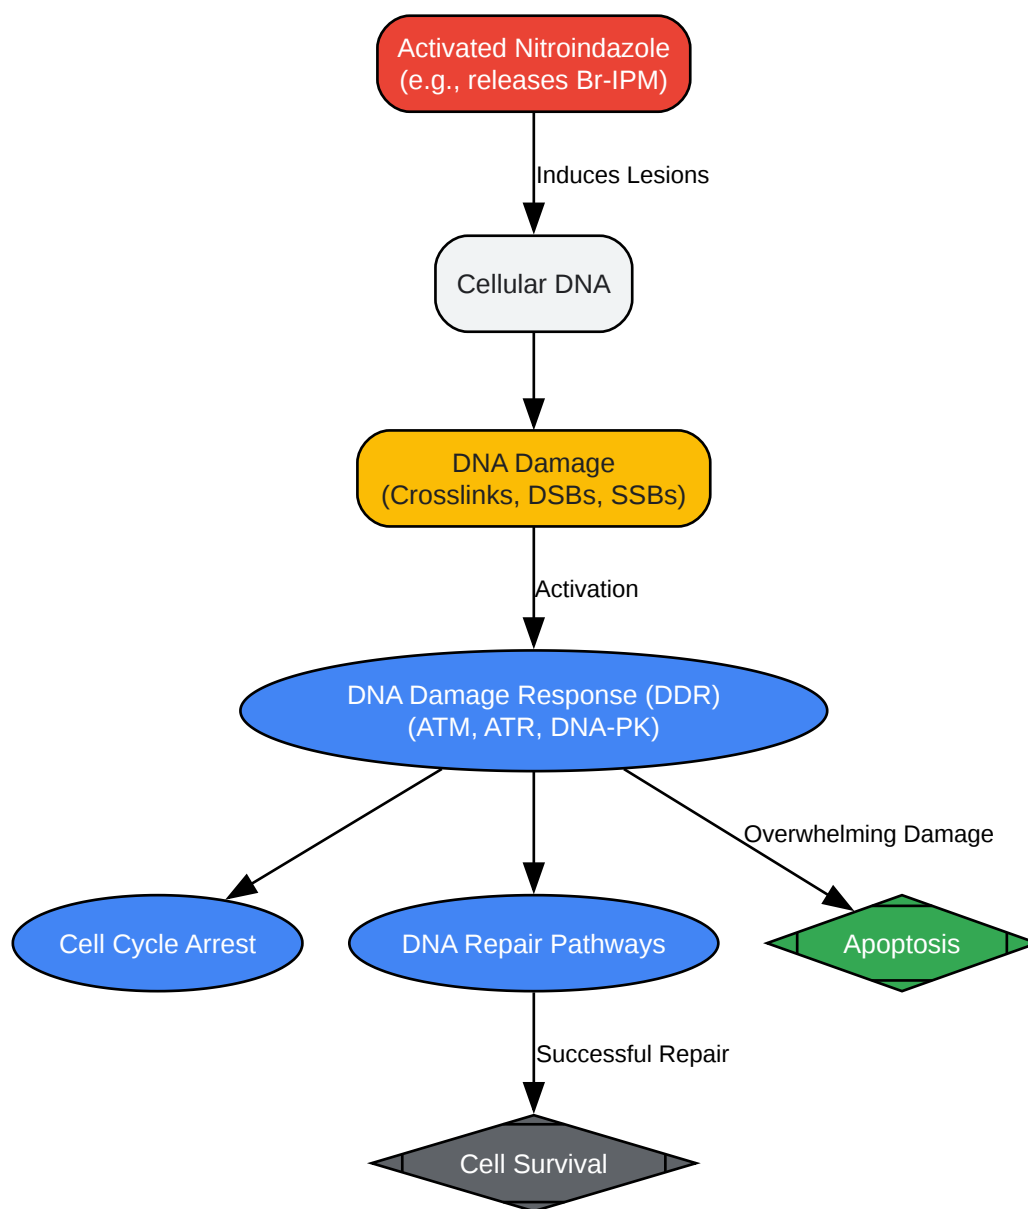 Activated Nitroindazole
(e.g., releases Br-IPM)
Induces Lesions
Cellular DNA
DNA Damage
(Crosslinks, DSBs, SSBs)
Activation
DNA Damage Response (DDR)
(ATM, ATR, DNA-PK)
Overwhelming Damage
Cell Cycle Arrest
DNA Repair Pathways
Apoptosis
Successful Repair
Cell Survival